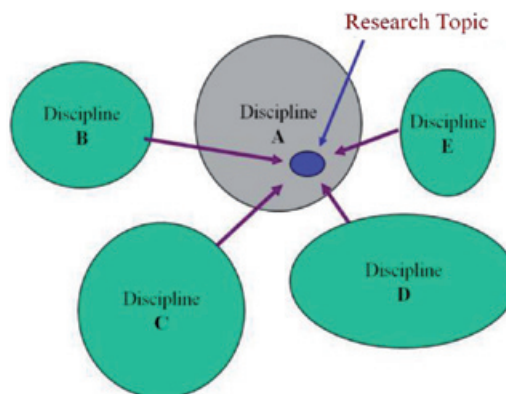 Research Topic
Discipline
B
Discipline
A
Discipline
E
Discipline
C
Discipline
D